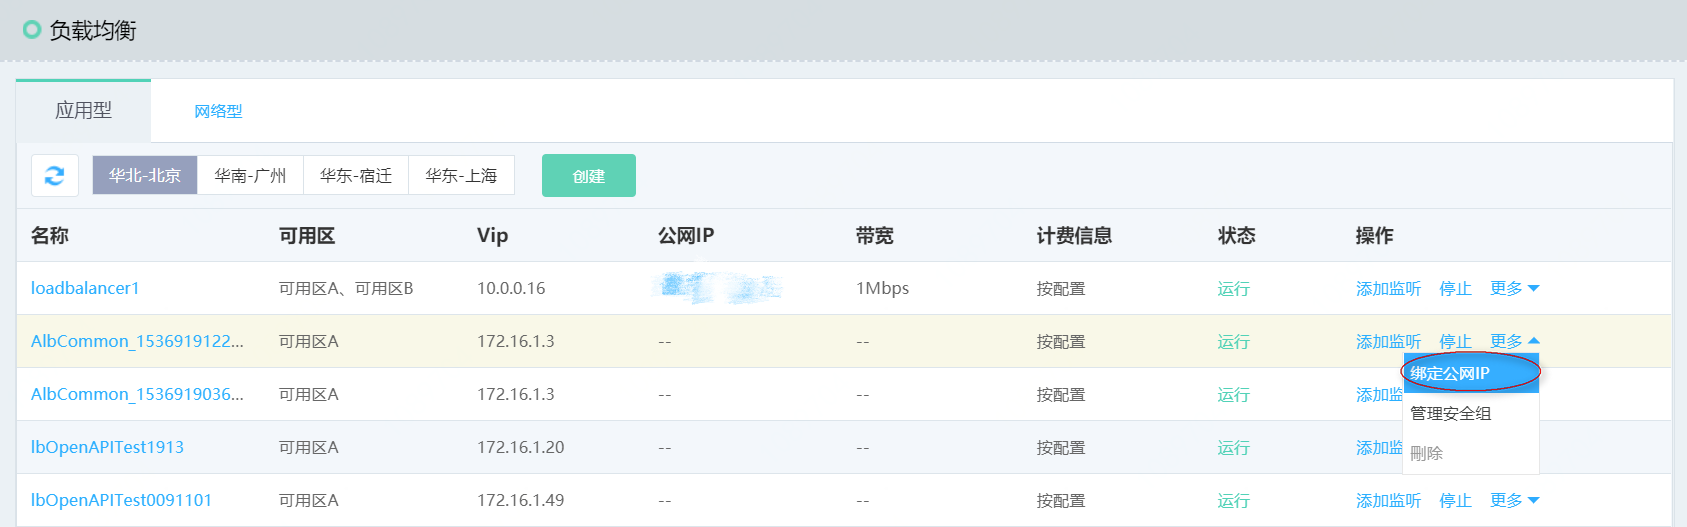 负载均衡
应用型 网络型
华北-北京 华南-广州 华东-宿迁 华东-上海 创建
名称 可用区 Vip 公网IP 带宽 计费信息 状态 操作
loadbalancer1 可用区A、可用区B 10.0.0.16 1Mbps 按配置 运行 添加监听 停止 更多
AlbCommon_1536919122... 可用区A 172.16.1.3 -- -- 按配置 运行 添加监听 停止 更多
绑定公网IP
AlbCommon_1536919036... 可用区A 172.16.1.3 -- -- 按配置 运行 添加监
管理安全组
lbOpenAPITest1913 可用区A 172.16.1.20 -- -- 按配置 运行 添加监
刪除
lbOpenAPITest0091101 可用区A 172.16.1.49 -- -- 按配置 运行 添加监听 停止 更多